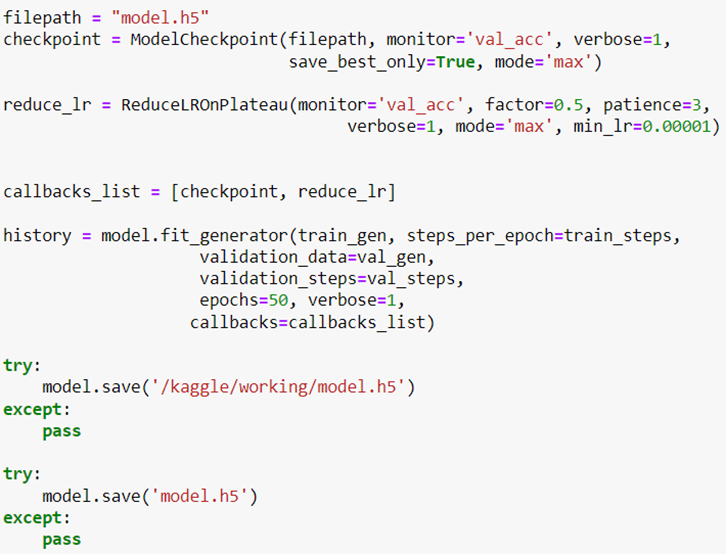 filepath = "model.h5"
checkpoint = ModelCheckpoint(filepath, monitor='val_acc', verbose=1,
                             save_best_only=True, mode='max')
reduce_lr = ReduceLROnPlateau(monitor='val_acc', factor=0.5, patience=3,
                                   verbose=1, mode='max', min_lr=0.00001)
callbacks_list = [checkpoint, reduce_lr]
history = model.fit_generator(train_gen, steps_per_epoch=train_steps,
                    validation_data=val_gen,
                    validation_steps=val_steps,
                    epochs=50, verbose=1,
                   callbacks=callbacks_list)
try:
    model.save('/kaggle/working/model.h5')
except:
    pass
try:
    model.save('model.h5')
except:
    pass